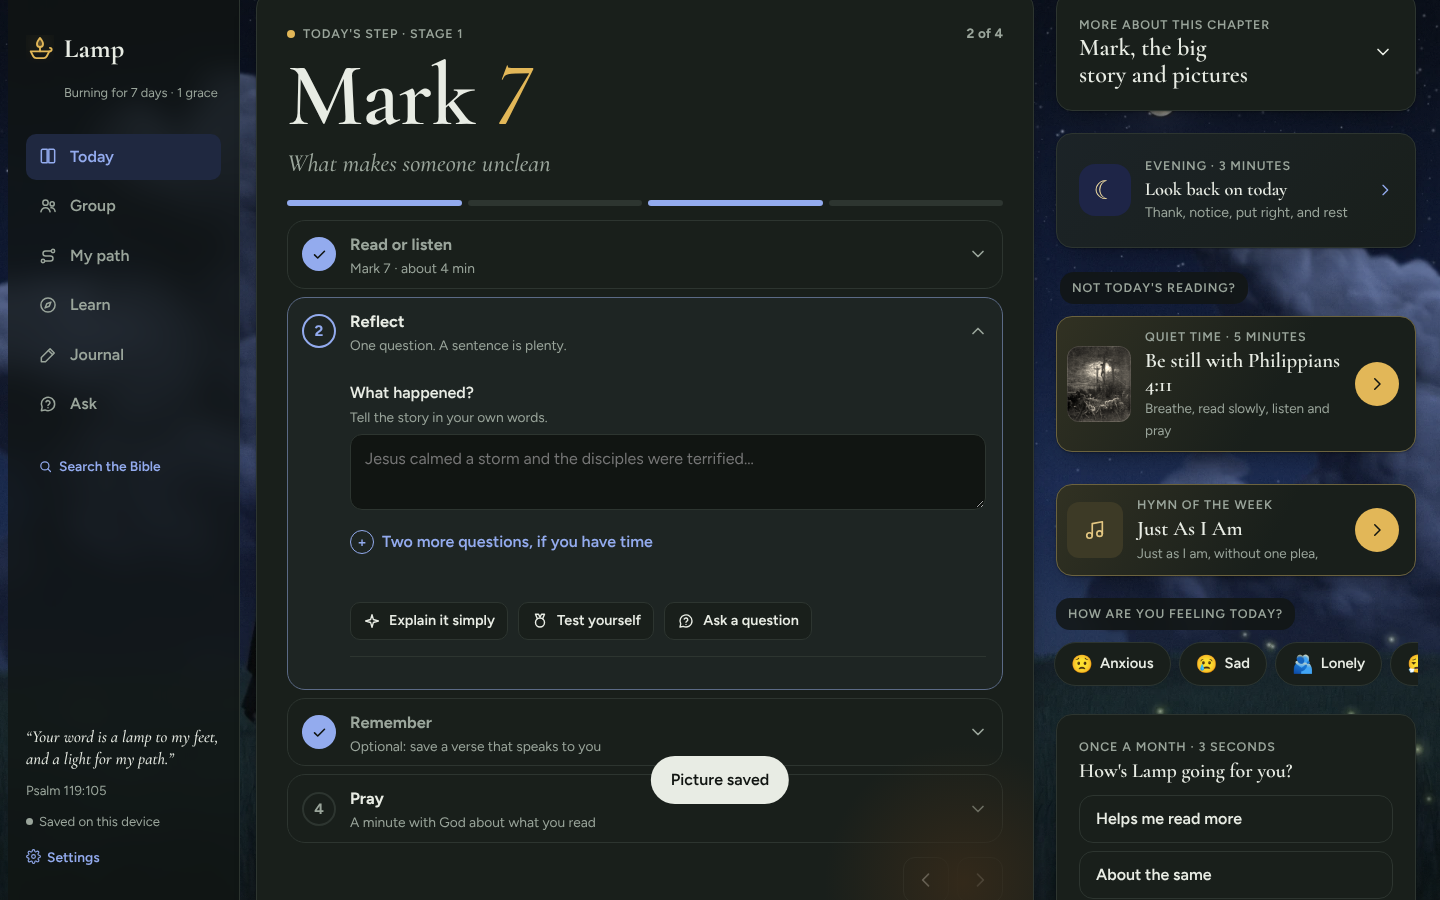 Lamp
Burning for 7 days · 1 grace
Today
Group
My path
Learn
Journal
Ask
Search the Bible
“Your word is a lamp to my feet,
and a light for my path.”
Psalm 119:105
Saved on this device
Settings
TODAY'S STEP · STAGE 1
2 of 4
Mark 7
What makes someone unclean
Read or listen
Mark 7 · about 4 min
2
Reflect
One question. A sentence is plenty.
What happened?
Tell the story in your own words.
Jesus calmed a storm and the disciples were terrified…
Two more questions, if you have time
Explain it simply
Test yourself
Ask a question
Remember
Optional: save a verse that speaks to you
Picture saved
4
Pray
A minute with God about what you read
MORE ABOUT THIS CHAPTER
Mark, the big
story and pictures
EVENING · 3 MINUTES
Look back on today
Thank, notice, put right, and rest
NOT TODAY'S READING?
QUIET TIME · 5 MINUTES
Be still with Philippians
4:11
Breathe, read slowly, listen and
pray
HYMN OF THE WEEK
Just As I Am
Just as I am, without one plea,
HOW ARE YOU FEELING TODAY?
Anxious
Sad
Lonely
ONCE A MONTH · 3 SECONDS
How's Lamp going for you?
Helps me read more
About the same